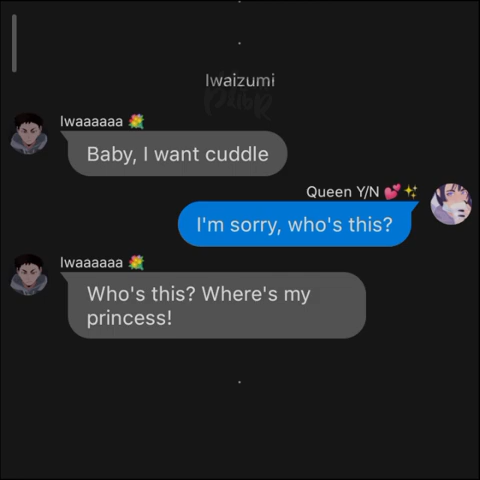 Iwaizumi
Iwaaaaaa 💐
Baby, I want cuddle
Queen Y/N 💕✨
I'm sorry, who's this?
Iwaaaaaa 💐
Who's this? Where's my
princess!